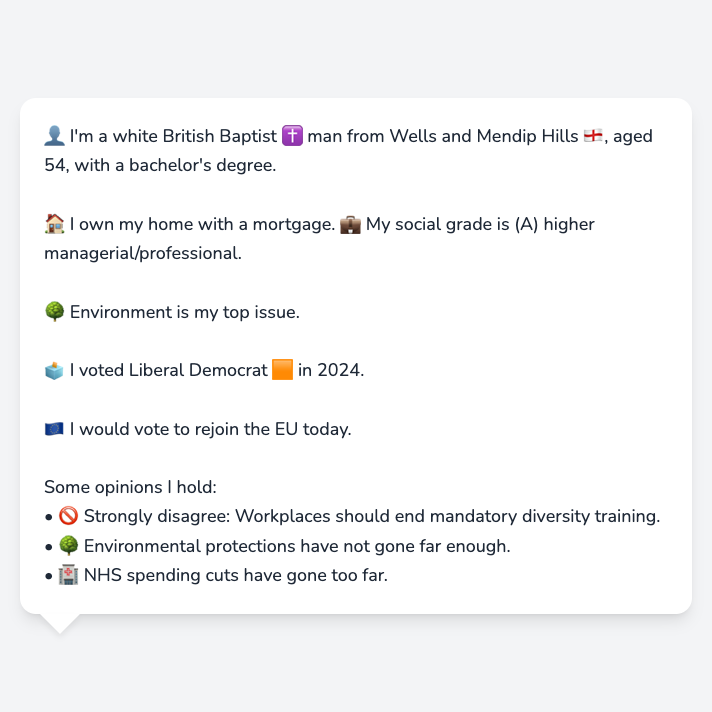 👤 I'm a white British Baptist ✝️ man from Wells and Mendip Hills 🏴󠁧󠁢󠁥󠁮󠁧󠁿, aged
54, with a bachelor's degree.
🏠 I own my home with a mortgage. 💼 My social grade is (A) higher
managerial/professional.
🌳 Environment is my top issue.
🗳️ I voted Liberal Democrat 🟧 in 2024.
🇪🇺 I would vote to rejoin the EU today.
Some opinions I hold:
• 🚫 Strongly disagree: Workplaces should end mandatory diversity training.
• 🌳 Environmental protections have not gone far enough.
• 🏥 NHS spending cuts have gone too far.